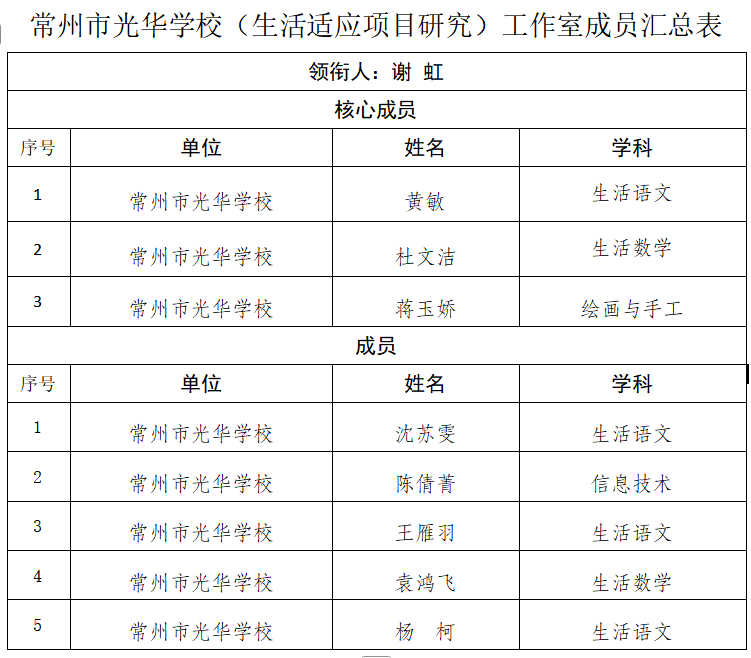 常州市光华学校（生活适应项目研究）工作室成员汇总表
领衔人：谢 虹
核心成员
序号 单位 姓名 学科
1 常州市光华学校 黄敏 生活语文
2 常州市光华学校 杜文洁 生活数学
3 常州市光华学校 蒋玉娇 绘画与手工
成员
序号 单位 姓名 学科
1 常州市光华学校 沈苏雯 生活语文
2 常州市光华学校 陈倩菁 信息技术
3 常州市光华学校 王雁羽 生活语文
4 常州市光华学校 袁鸿飞 生活数学
5 常州市光华学校 杨 柯 生活语文